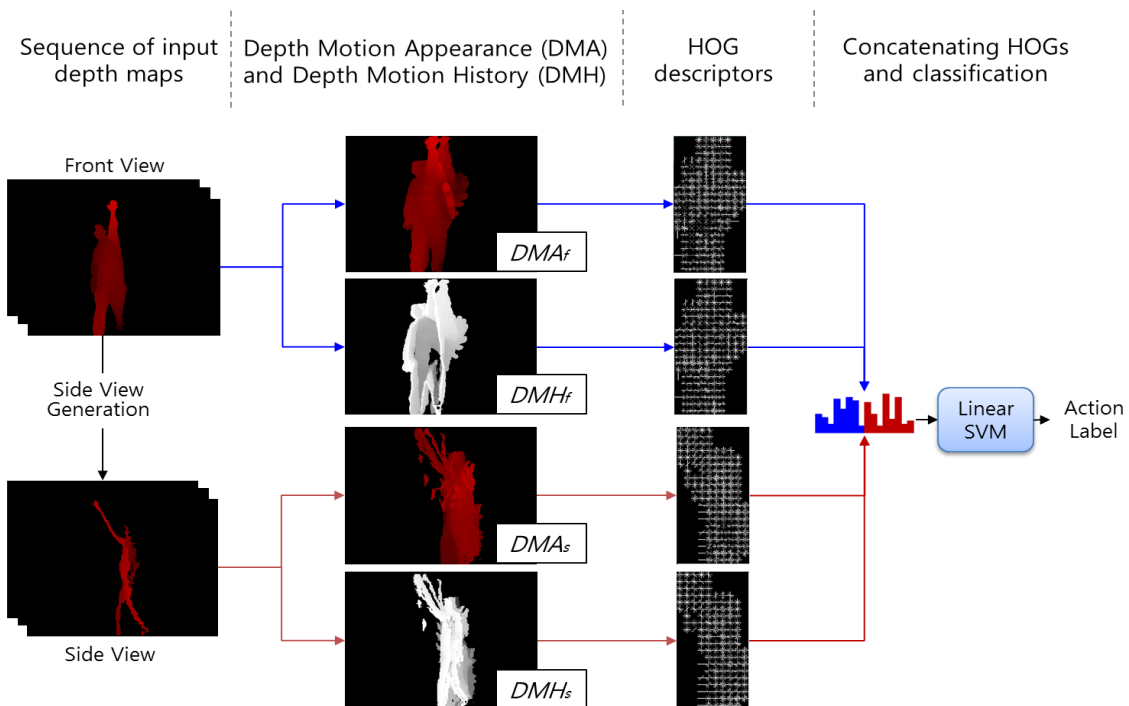 Sequence of input
depth maps
Depth Motion Appearance (DMA)
and Depth Motion History (DMH)
HOG
descriptors
Concatenating HOGs
and classification
Front View
DMAf
DMHf
Side View
Generation
Linear
SVM
Action
Label
DMAs
Side View
DMHs